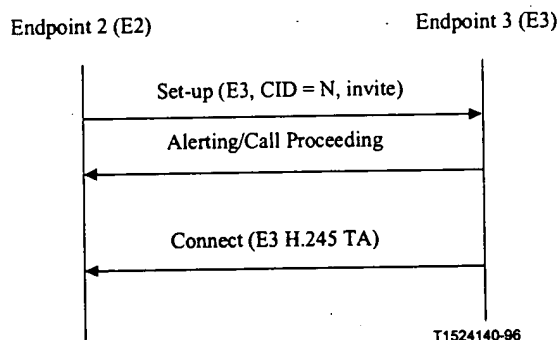 Endpoint 2 (E2)
Endpoint 3 (E3)
Set-up (E3, CID = N, invite)
Alerting/Call Proceeding
Connect (E3 H.245 TA)
T1524140-96